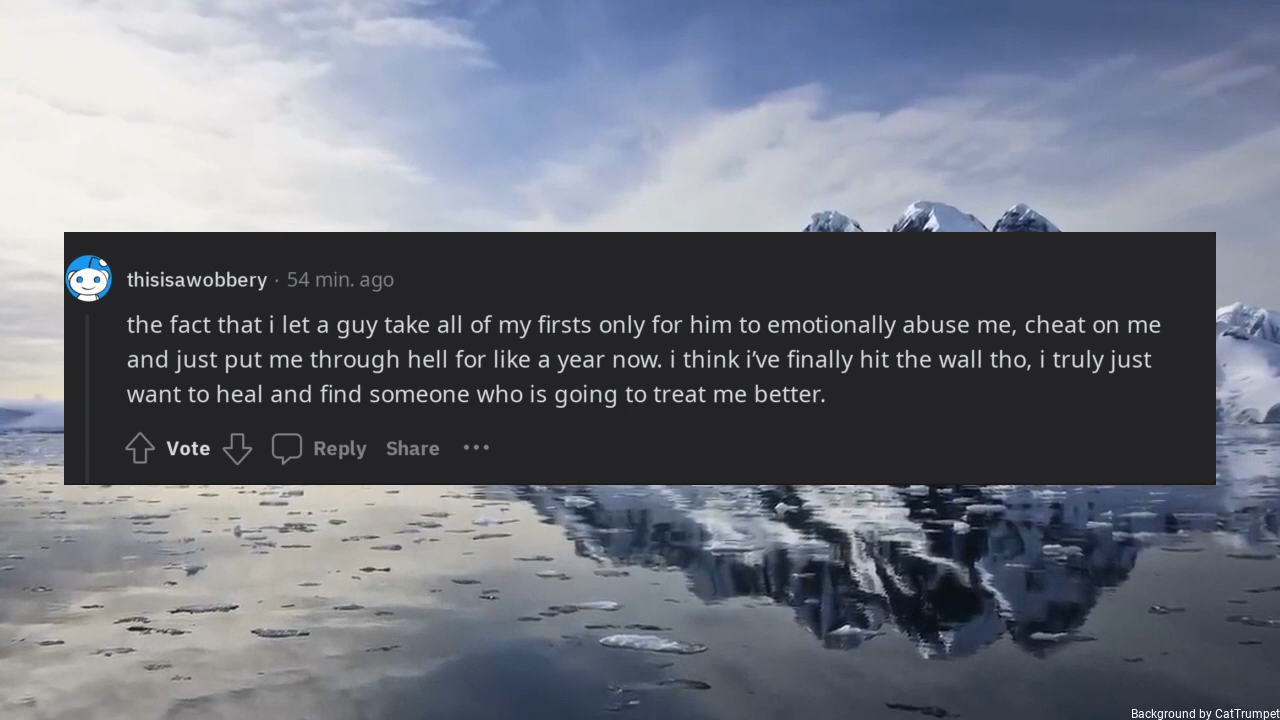 thisisawobbery · 54 min. ago
the fact that i let a guy take all of my firsts only for him to emotionally abuse me, cheat on me
and just put me through hell for like a year now. i think i’ve finally hit the wall tho, i truly just
want to heal and find someone who is going to treat me better.
Vote Reply Share ···
Background by CatTrumpet